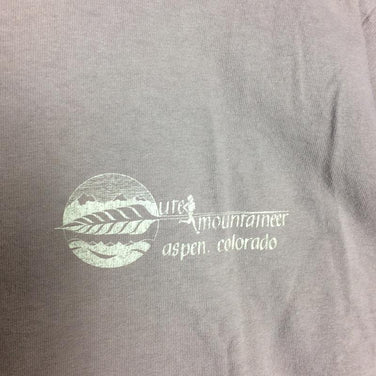 ute
mountaineer
aspen, colorado